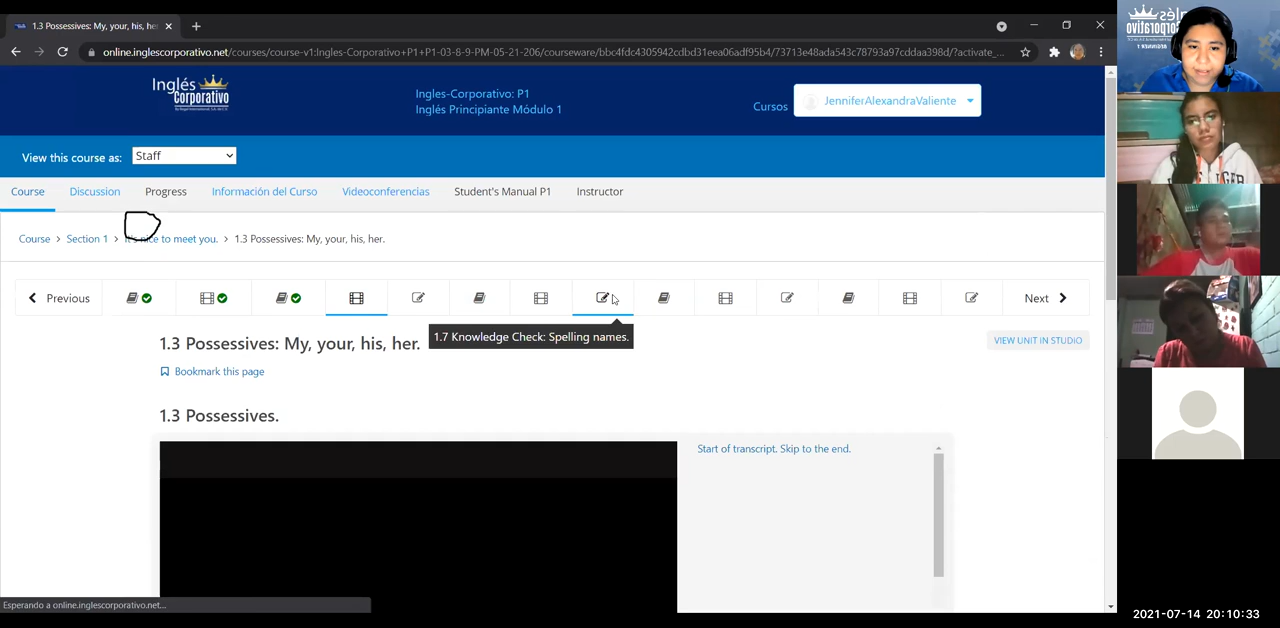 1.3 Possessives: My, your, his, her
online.inglescorporativo.net/courses/course-v1:Ingles-Corporativo+P1+P1-03-8-9-PM-05-21-206/courseware/bbc4fdc4305942cdbd31eea06adf95b4/73713e48ada543c78793a97cddaa398d/?activate_...
Inglés
Corporativo
Ingles-Corporativo: P1
Inglés Principiante Módulo 1
Cursos
JenniferAlexandraValiente
View this course as:
Staff
Course
Discussion
Progress
Información del Curso
Videoconferencias
Student's Manual P1
Instructor
Course > Section 1 > It's nice to meet you. > 1.3 Possessives: My, your, his, her.
Previous
Next
1.7 Knowledge Check: Spelling names.
1.3 Possessives: My, your, his, her.
VIEW UNIT IN STUDIO
Bookmark this page
1.3 Possessives.
Start of transcript. Skip to the end.
Esperando a online.inglescorporativo.net...
2021-07-14 20:10:33